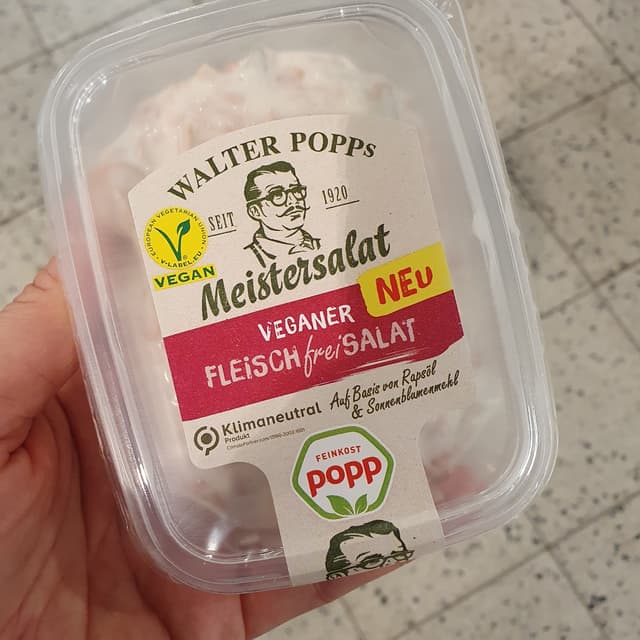 WALTER POPPs
SEIT 1920
EUROPEAN VEGETARIAN UNION
V-LABEL.EU
VEGAN
Meistersalat
NEU
VEGANER
FLEISCHfreiSALAT
Klimaneutral
Produkt
Auf Basis von Rapsöl
& Sonnenblumenmehl
FEINKOST
popp